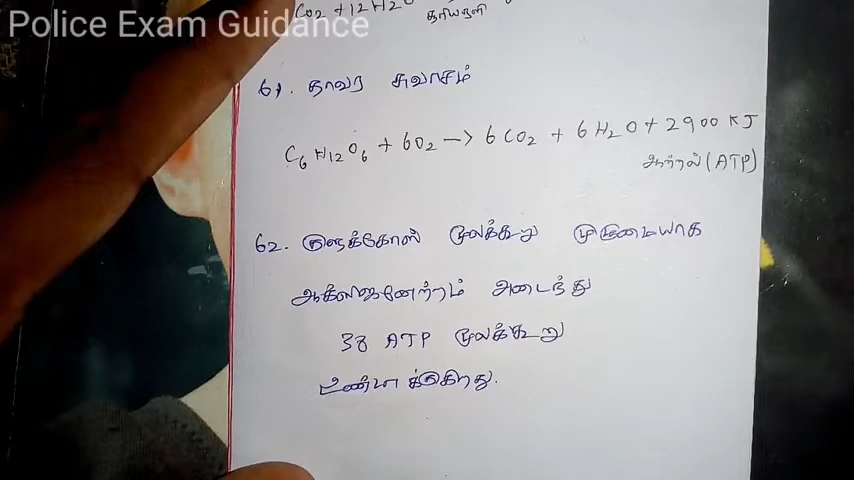 Police Exam Guidance
CO2 + 12H2O
சூரியஒளி
61. தாவர சுவாசம்
C6H12O6 + 6O2 -> 6CO2 + 6H2O + 2900 KJ
ஆற்றல் (ATP)
62. குளுக்கோஸ் மூலக்கூறு முழுமையாக
ஆக்ஸிஜனேற்றம் அடைந்து
38 ATP மூலக்கூறு
உண்டாக்குகிறது.